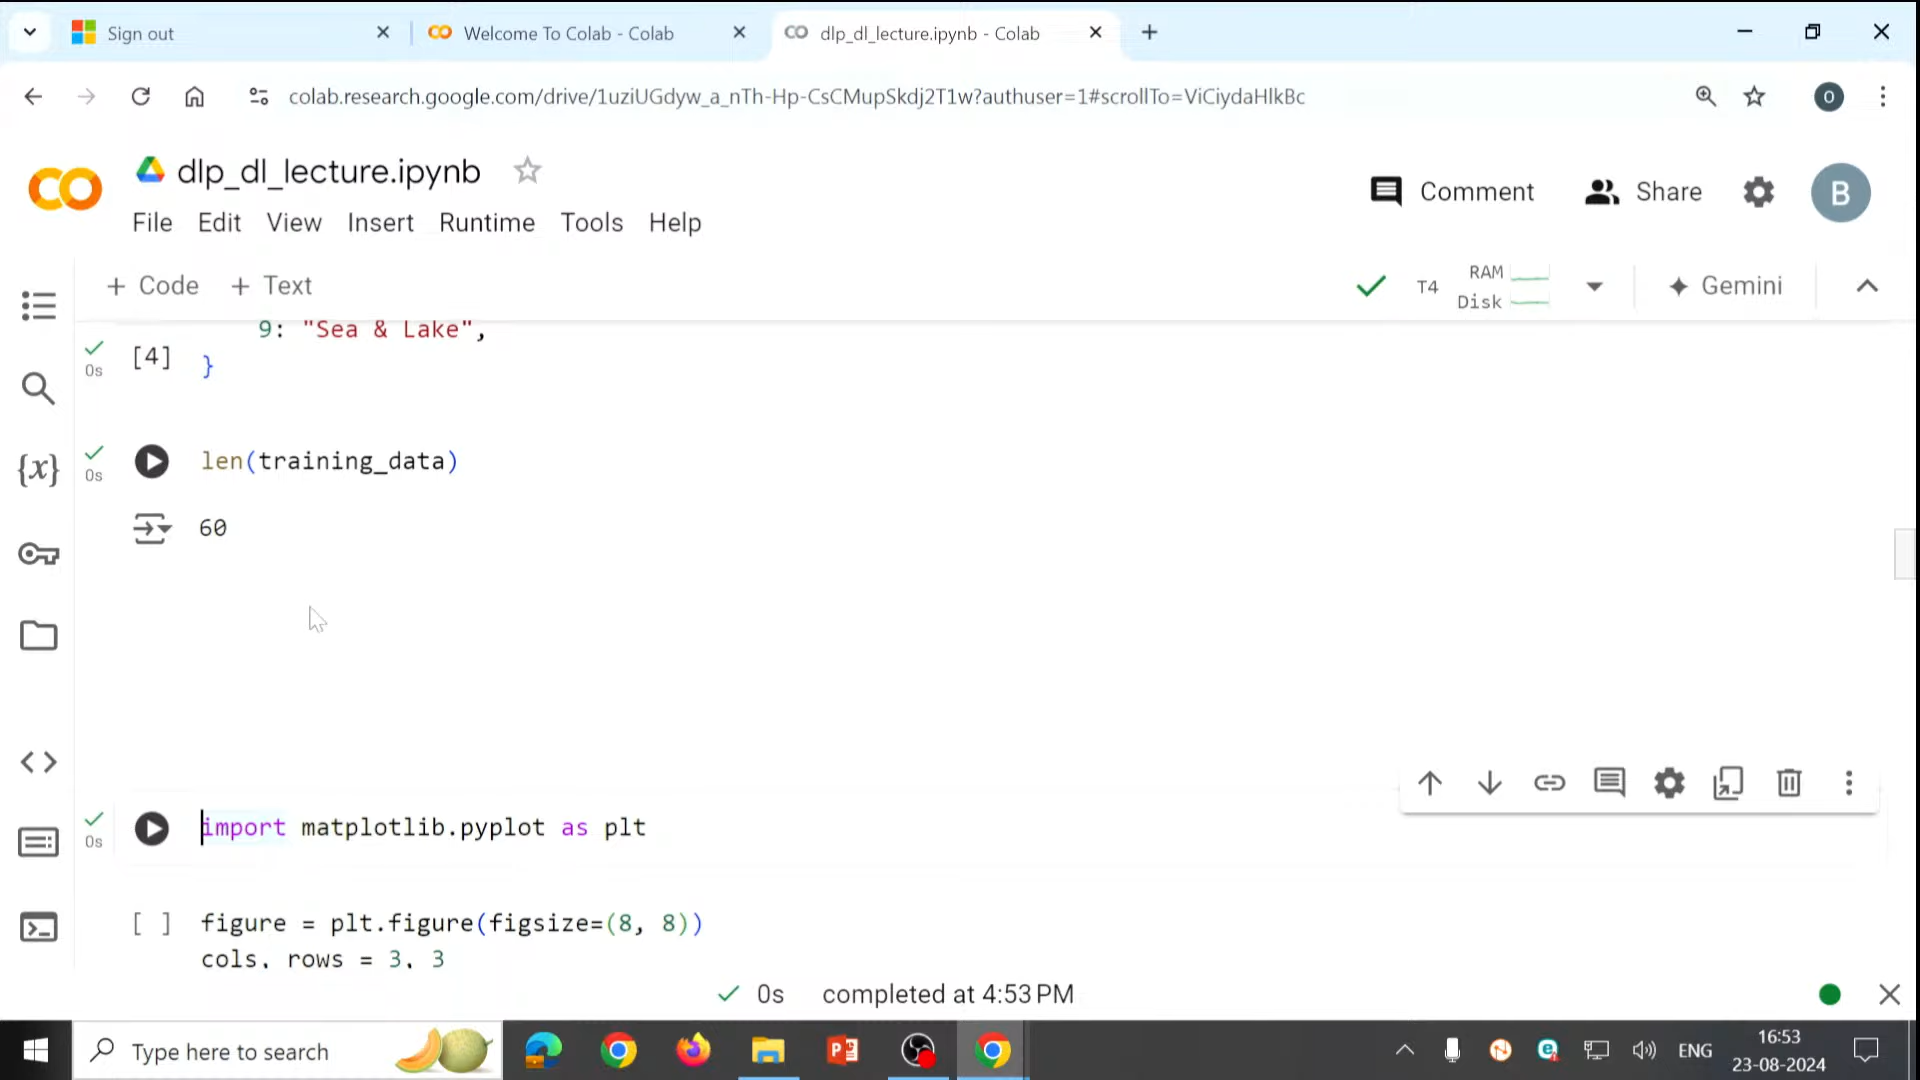 Sign out
Welcome To Colab - Colab
dlp_dl_lecture.ipynb - Colab
colab.research.google.com/drive/1uziUGdyw_a_nTh-Hp-CsCMupSkdj2T1w?authuser=1#scrollTo=ViCiydaHlkBc
O
dlp_dl_lecture.ipynb
Comment
Share
B
File Edit View Insert Runtime Tools Help
+ Code + Text
T4
RAM
Disk
Gemini
9: "Sea & Lake",
[4] }
0s
len(training_data)
0s
60
{x}
import matplotlib.pyplot as plt
0s
[ ] figure = plt.figure(figsize=(8, 8))
cols, rows = 3, 3
0s completed at 4:53 PM
Type here to search
ENG
16:53
23-08-2024